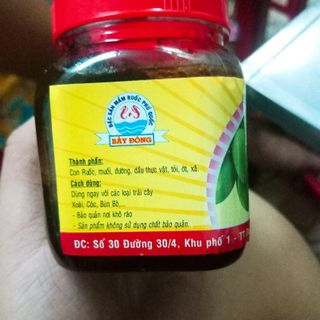 ĐẶC SẢN MẮM RUỐC PHÚ QUỐC
BẢY ĐÔNG
Thành phần:
Con Ruốc, muối, đường, dầu thực vật, tỏi, ớt, xả.
Cách dùng:
Dùng ngay với các loại trái cây
Xoài, Cóc, Bún Bò,...
- Bảo quản nơi khô ráo
- Sản phẩm không sử dụng chất bảo quản.
ĐC: Số 30 Đường 30/4, Khu phố 1 - TT